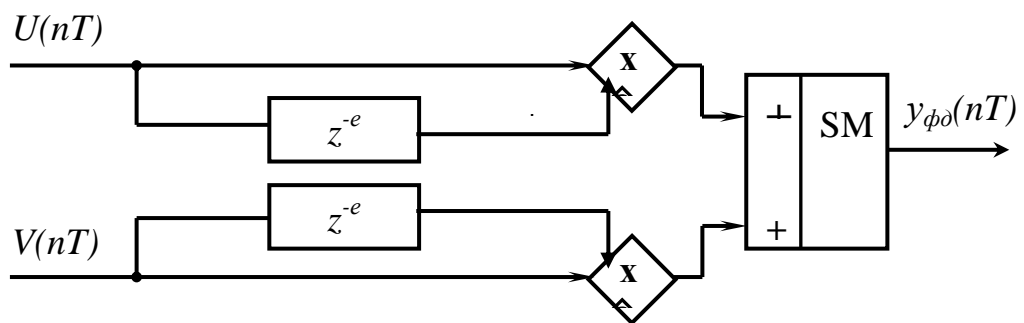 U(nT)
x
z⁻ᵉ
+
SM
y_фд(nT)
z⁻ᵉ
V(nT)
+
x